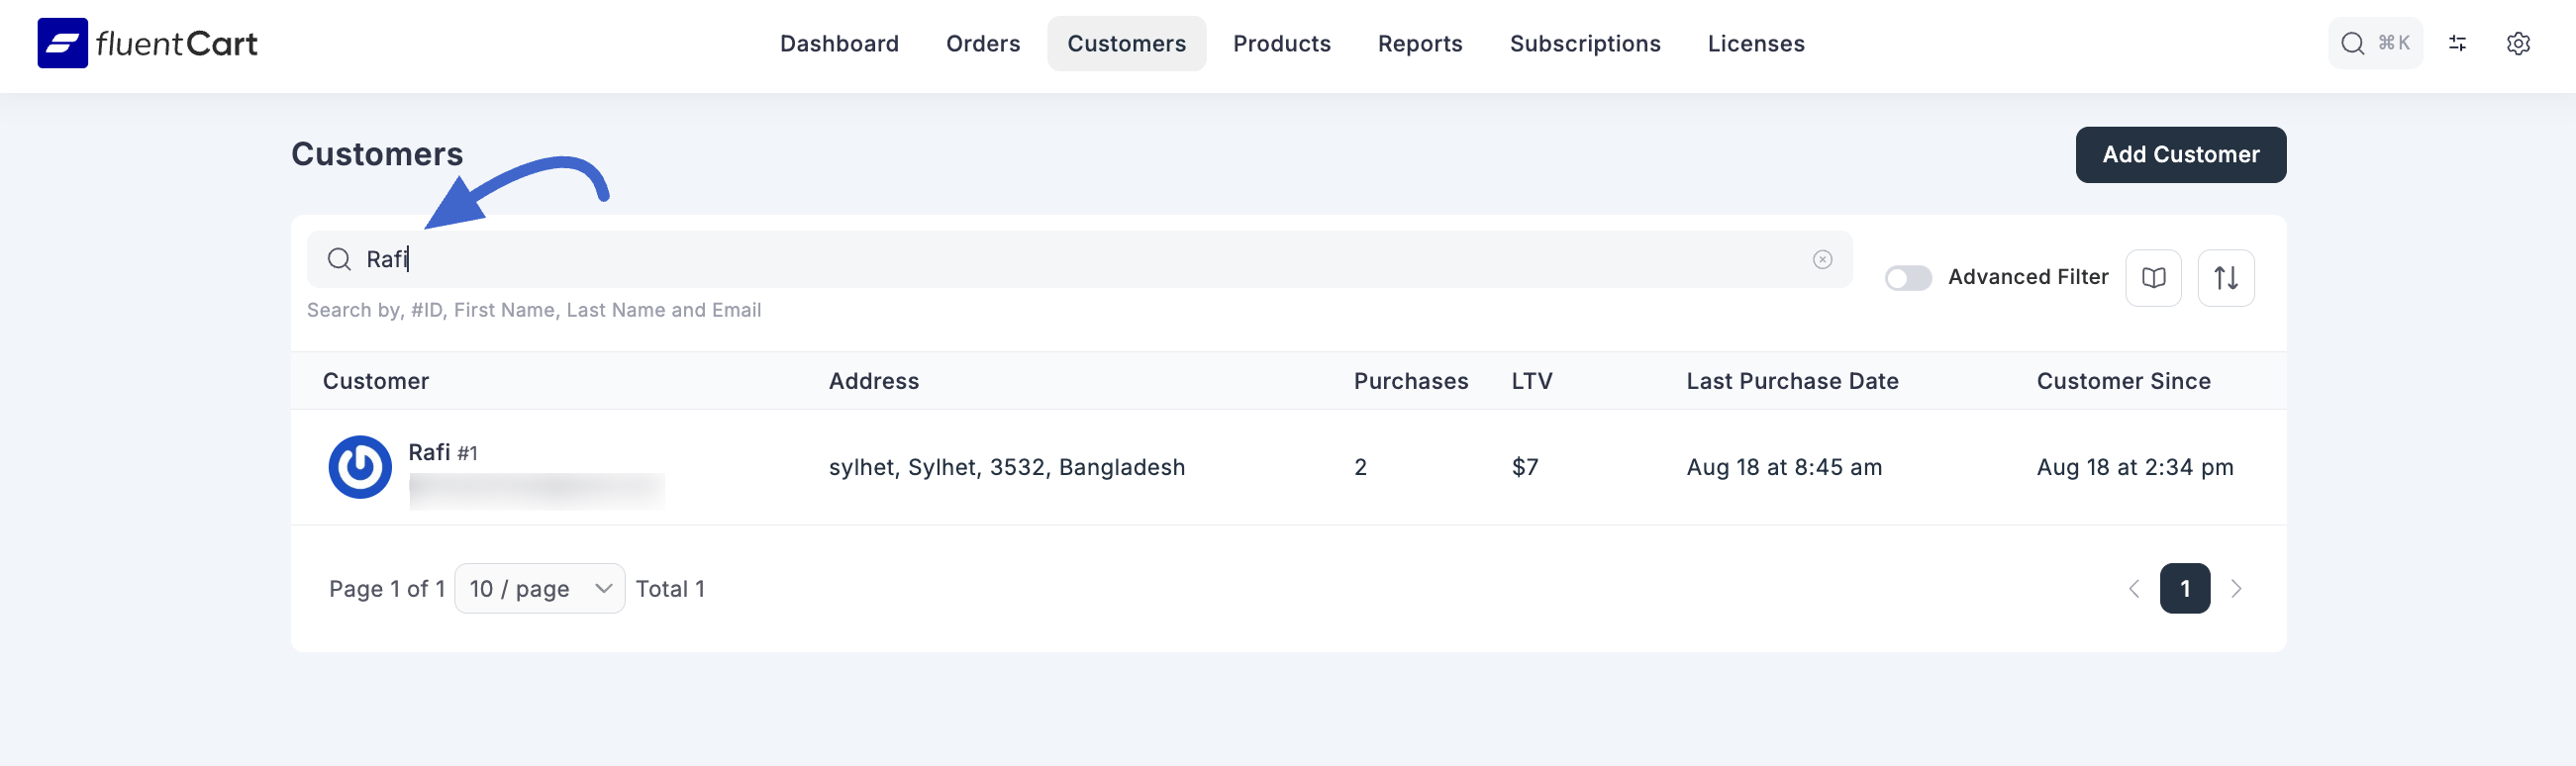 fluentCart
Dashboard Orders Customers Products Reports Subscriptions Licenses
⌘K
Customers
Add Customer
Rafi
Advanced Filter
Search by, #ID, First Name, Last Name and Email
Customer Address Purchases LTV Last Purchase Date Customer Since
Rafi #1
sylhet, Sylhet, 3532, Bangladesh 2 $7 Aug 18 at 8:45 am Aug 18 at 2:34 pm
Page 1 of 1 10 / page Total 1
1